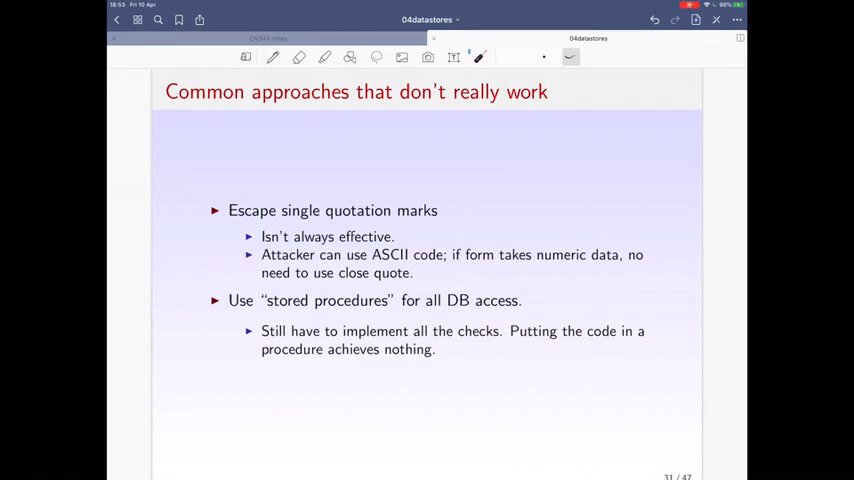 18:53 Fri 10 Apr
98%
04datastores
CN344 notes
04datastores
Common approaches that don't really work
Escape single quotation marks
Isn't always effective.
Attacker can use ASCII code; if form takes numeric data, no
need to use close quote.
Use “stored procedures” for all DB access.
Still have to implement all the checks. Putting the code in a
procedure achieves nothing.
31 / 47